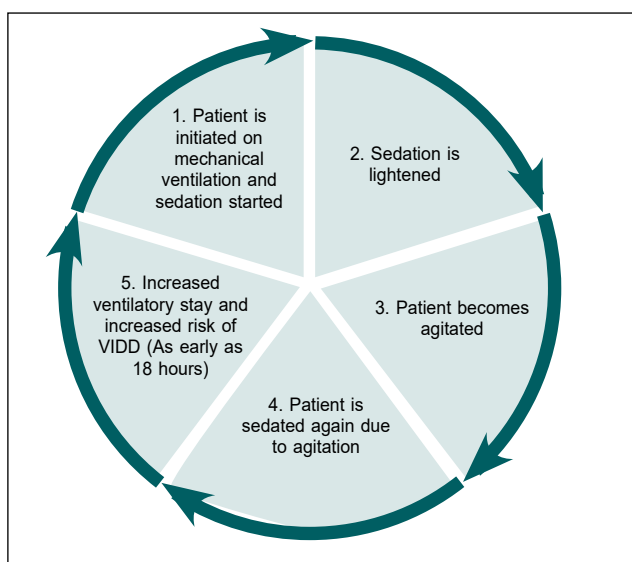 1. Patient is
initiated on
mechanical
ventilation and
sedation started
2. Sedation is
lightened
3. Patient becomes
agitated
4. Patient is
sedated again due
to agitation
5. Increased
ventilatory stay and
increased risk of
VIDD (As early as
18 hours)